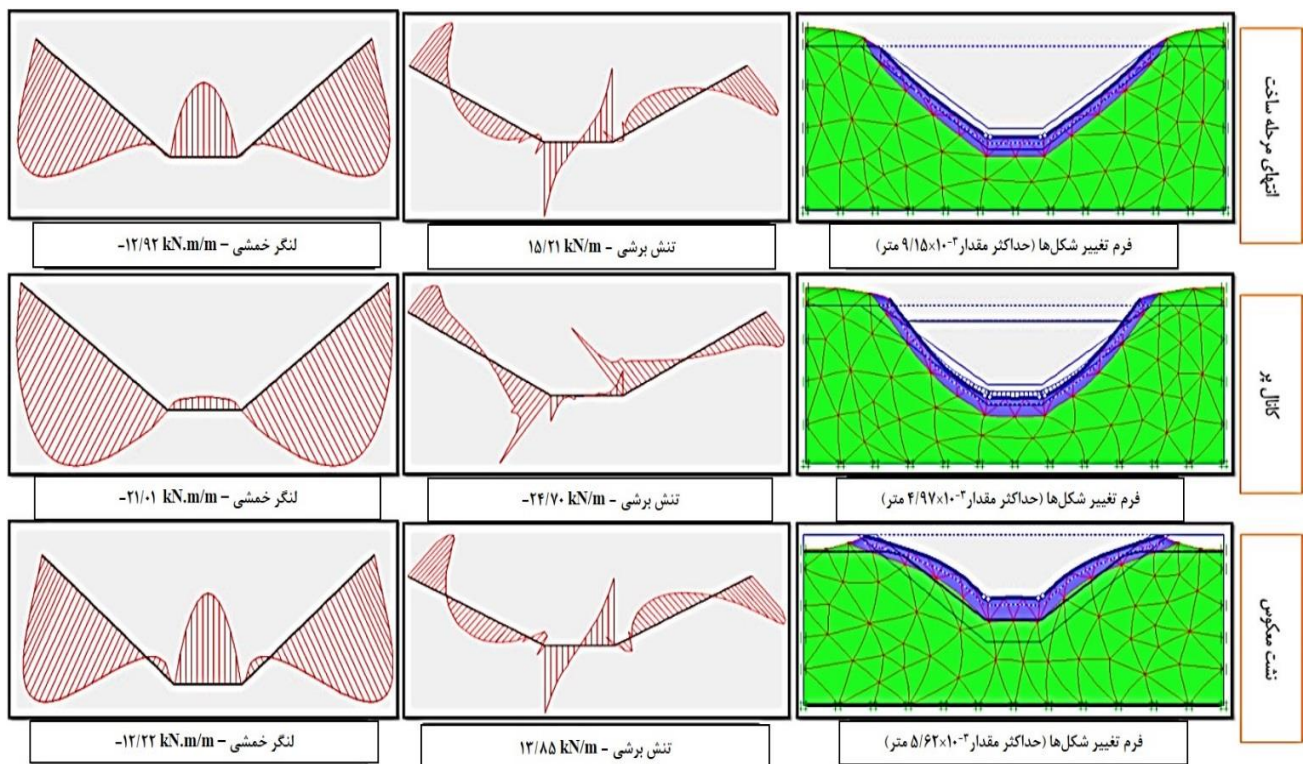 انتهای مرحله ساخت
فرم تغییر شکل‌ها (حداکثر مقدار ۹/۱۵×۱۰⁻³ متر)
تنش برشی – ۱۵/۲۱ kN/m
لنگر خمشی – -۱۲/۹۲ kN.m/m
کانال پر
فرم تغییر شکل‌ها (حداکثر مقدار ۴/۹۷×۱۰⁻³ متر)
تنش برشی – -۲۴/۷۰ kN/m
لنگر خمشی – -۲۱/۰۱ kN.m/m
نشت معکوس
فرم تغییر شکل‌ها (حداکثر مقدار ۵/۶۲×۱۰⁻³ متر)
تنش برشی – ۱۳/۸۵ kN/m
لنگر خمشی – -۱۲/۲۲ kN.m/m